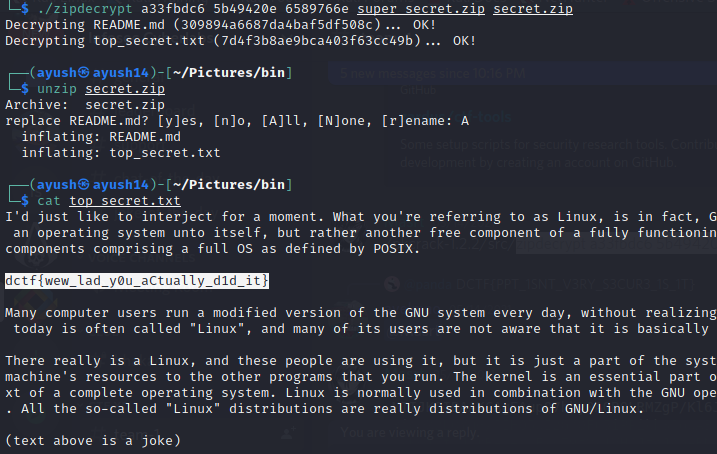 └─$ ./zipdecrypt a33fbdc6 5b49420e 6589766e super_secret.zip secret.zip
Decrypting README.md (309894a6687da4baf5df508c)... OK!
Decrypting top_secret.txt (7d4f3b8ae9bca403f63cc49b)... OK!
┌──(ayush㉿ayush14)-[~/Pictures/bin]
└─$ unzip secret.zip
Archive:  secret.zip
replace README.md? [y]es, [n]o, [A]ll, [N]one, [r]ename: A
  inflating: README.md
  inflating: top_secret.txt
┌──(ayush㉿ayush14)-[~/Pictures/bin]
└─$ cat top_secret.txt
I'd just like to interject for a moment. What you're referring to as Linux, is in fact, G
 an operating system unto itself, but rather another free component of a fully functionin
components comprising a full OS as defined by POSIX.
dctf{wew_lad_y0u_aCtually_d1d_it}
Many computer users run a modified version of the GNU system every day, without realizing
 today is often called "Linux", and many of its users are not aware that it is basically
There really is a Linux, and these people are using it, but it is just a part of the syst
machine's resources to the other programs that you run. The kernel is an essential part o
xt of a complete operating system. Linux is normally used in combination with the GNU ope
. All the so-called "Linux" distributions are really distributions of GNU/Linux.
(text above is a joke)